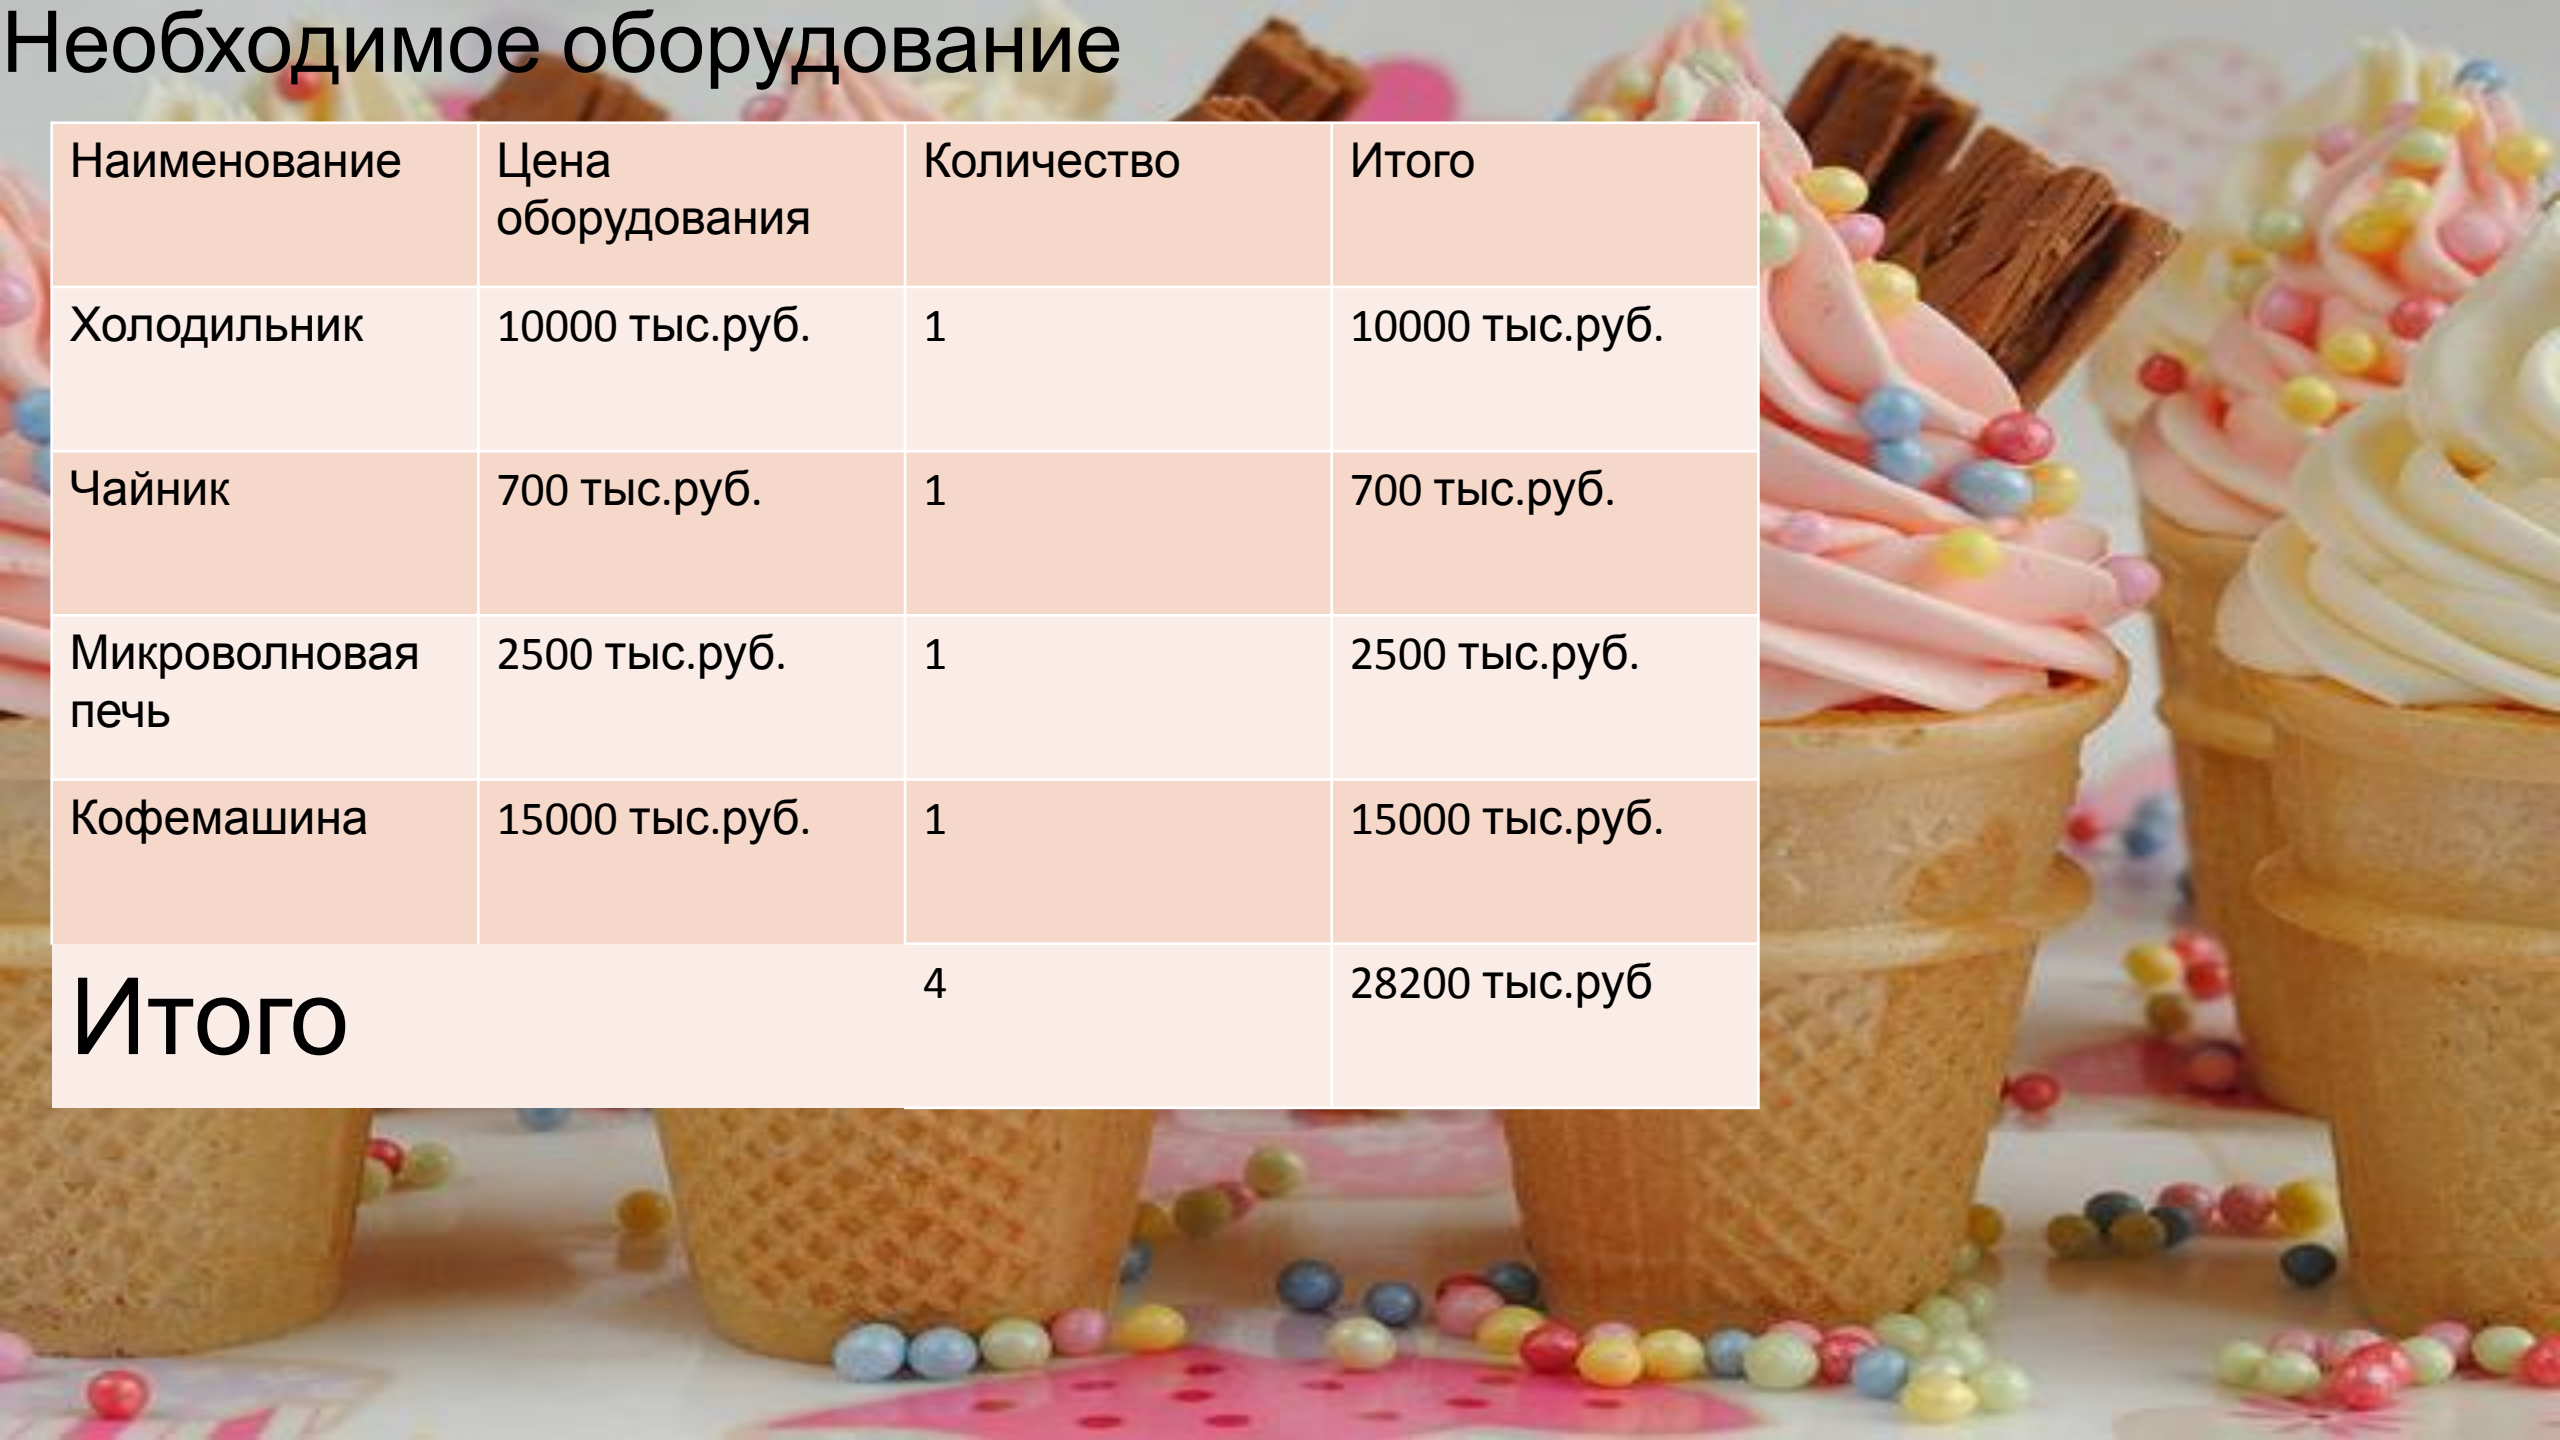 Необходимое оборудование
Наименование
Цена
оборудования
Количество
Итого
Холодильник
10000 тыс.руб.
1
10000 тыс.руб.
Чайник
700 тыс.руб.
1
700 тыс.руб.
Микроволновая
печь
2500 тыс.руб.
1
2500 тыс.руб.
Кофемашина
15000 тыс.руб.
1
15000 тыс.руб.
Итого
4
28200 тыс.руб